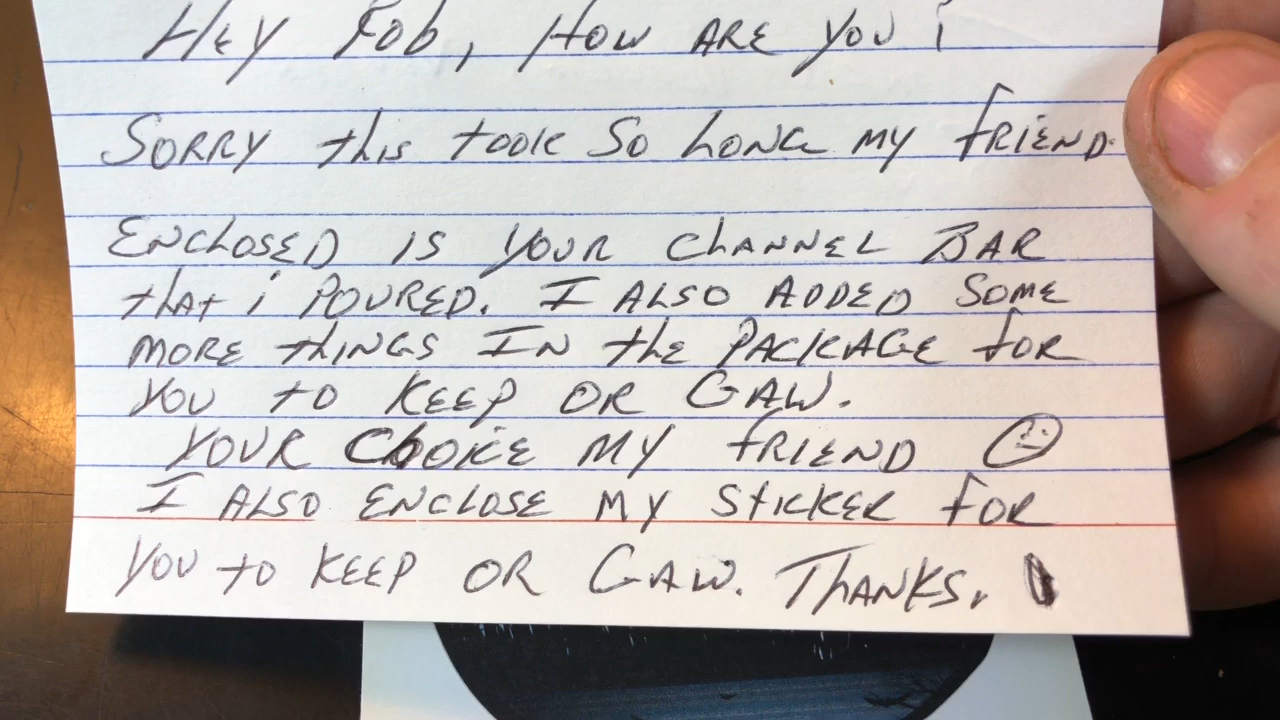 HEY Rob, How ARE YOU ?
SORRY this took So LONG MY FRIEND.
ENCLOSED IS YOUR CHANNEL BAR
that i POURED. I ALSO ADDED SOME
MORE thINGS IN the PACKAGE FOR
YOU to KEEP OR GAW.
YOUR ChOICE MY FRIEND
I ALSO ENCLOSE MY StICKER FOR
YOU to KEEP OR GAW. ThANKS.